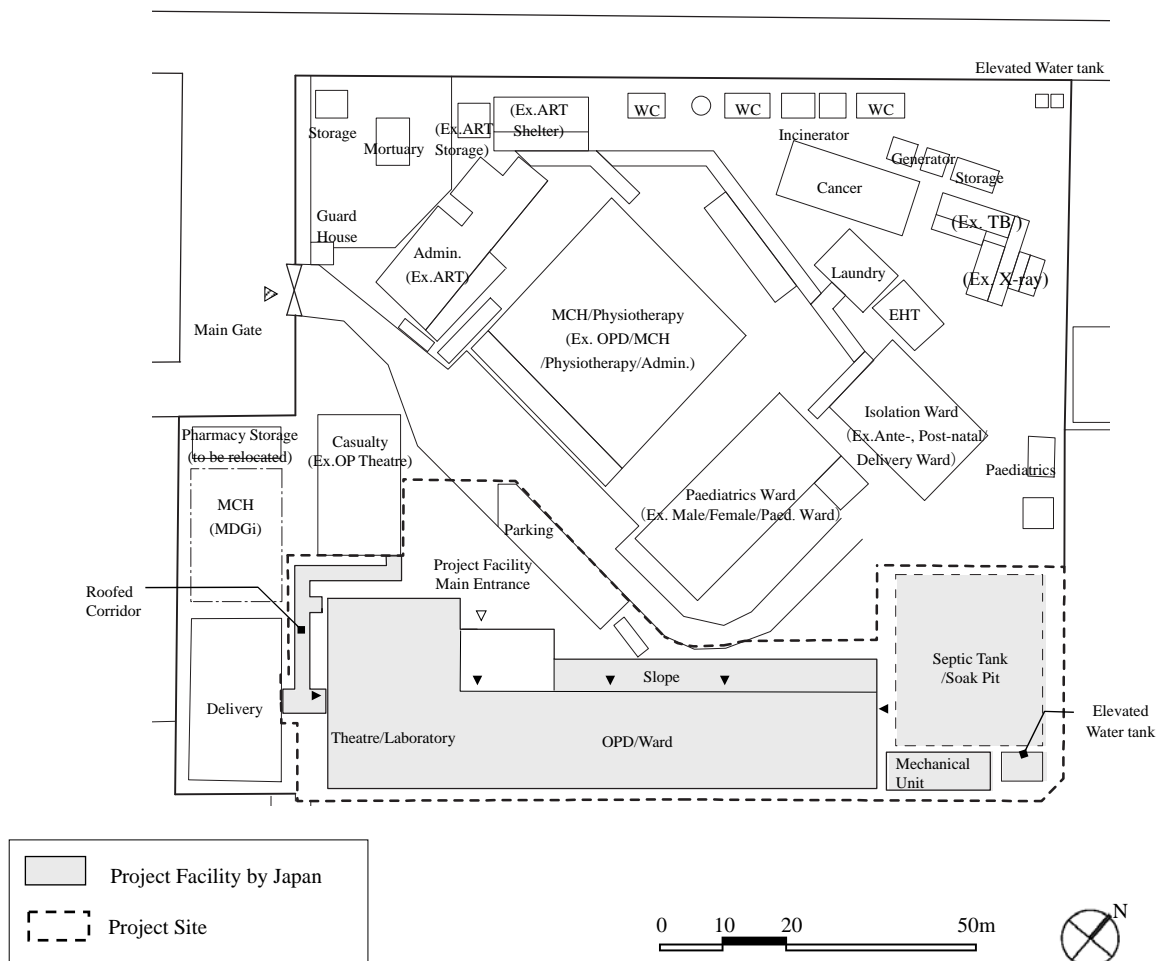 Elevated Water tank
WC
WC
WC
(Ex.ART
Shelter)
(Ex.ART
Storage)
Storage
Mortuary
Incinerator
Generator
Storage
Cancer
Guard
House
(Ex. TB/)
Admin.
(Ex.ART)
Laundry
(Ex. X-ray)
EHT
MCH/Physiotherapy
(Ex. OPD/MCH
/Physiotherapy/Admin.)
Main Gate
Isolation Ward
(Ex.Ante-, Post-natal/
Delivery Ward)
Pharmacy Storage
(to be relocated)
Casualty
(Ex.OP Theatre)
Paediatrics
MCH
(MDGi)
Paediatrics Ward
(Ex. Male/Female/Paed. Ward)
Parking
Project Facility
Main Entrance
Roofed
Corridor
Septic Tank
/Soak Pit
Slope
Delivery
Elevated
Water tank
Theatre/Laboratory
OPD/Ward
Mechanical
Unit
Project Facility by Japan
Project Site
0 10 20 50m
N